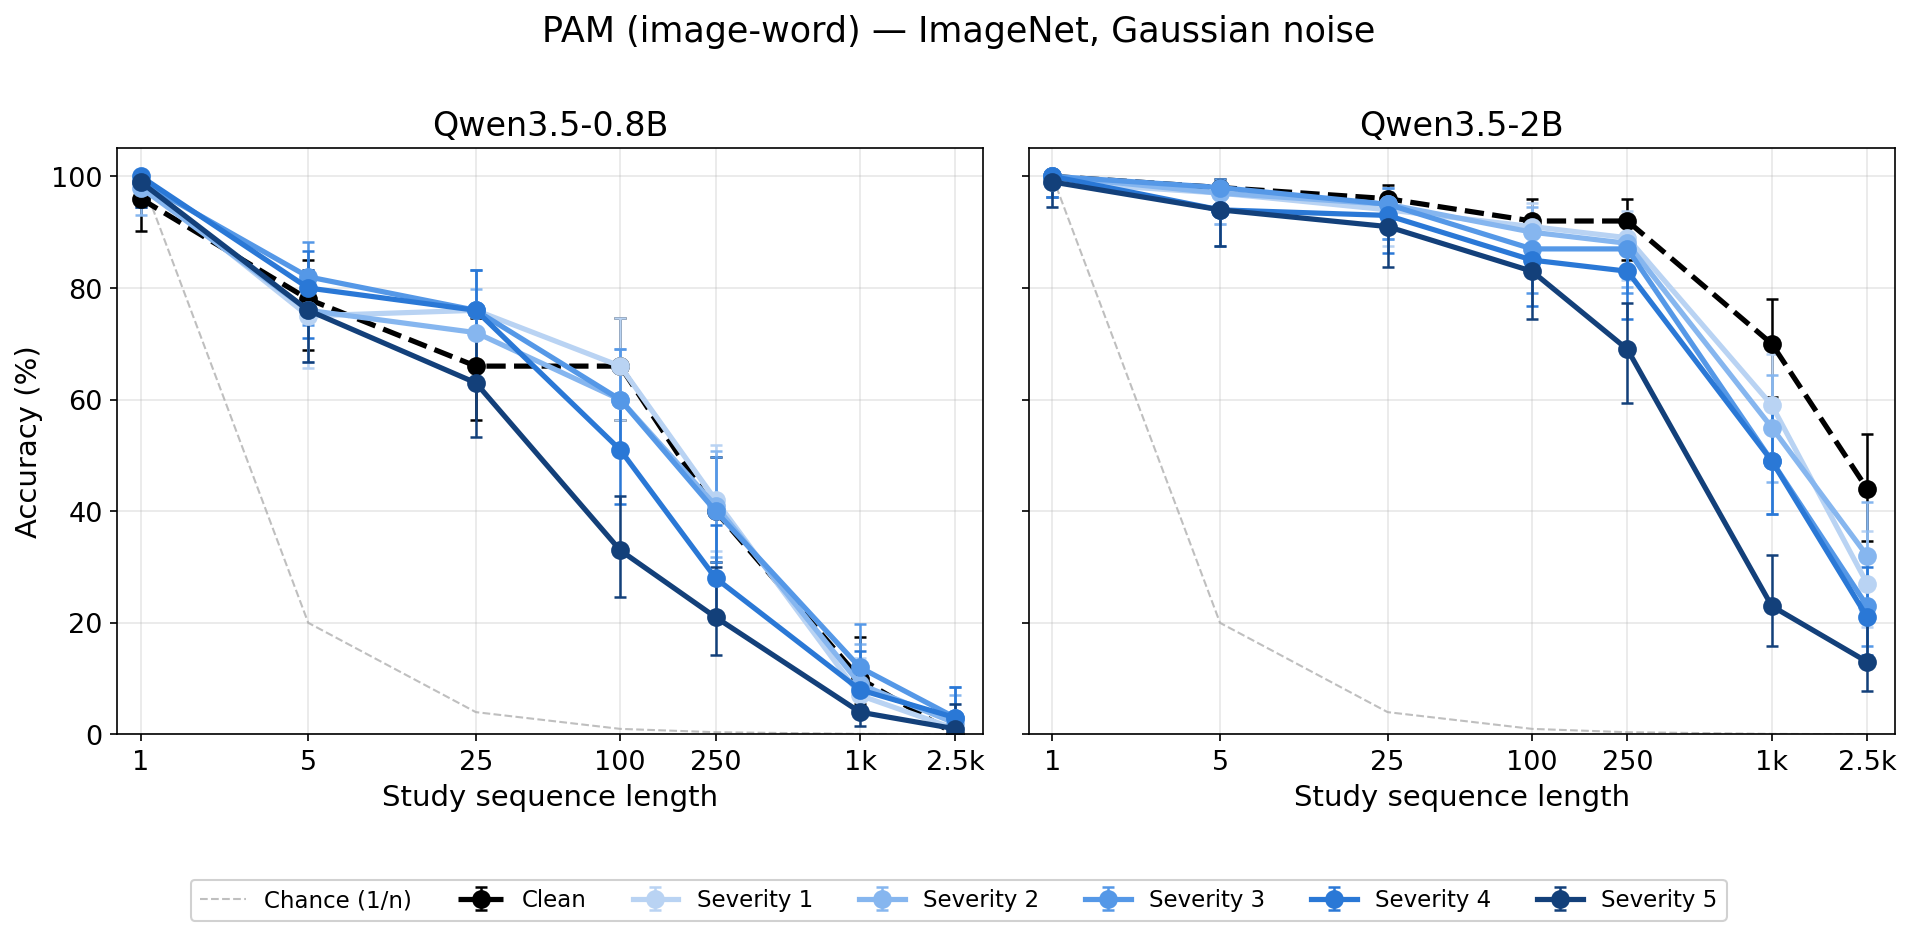 PAM (image-word) — ImageNet, Gaussian noise
Qwen3.5-0.8B
Qwen3.5-2B
Accuracy (%)
100
80
60
40
20
0
1 5 25 100 250 1k 2.5k
1 5 25 100 250 1k 2.5k
Study sequence length
Study sequence length
Chance (1/n) Clean Severity 1 Severity 2 Severity 3 Severity 4 Severity 5